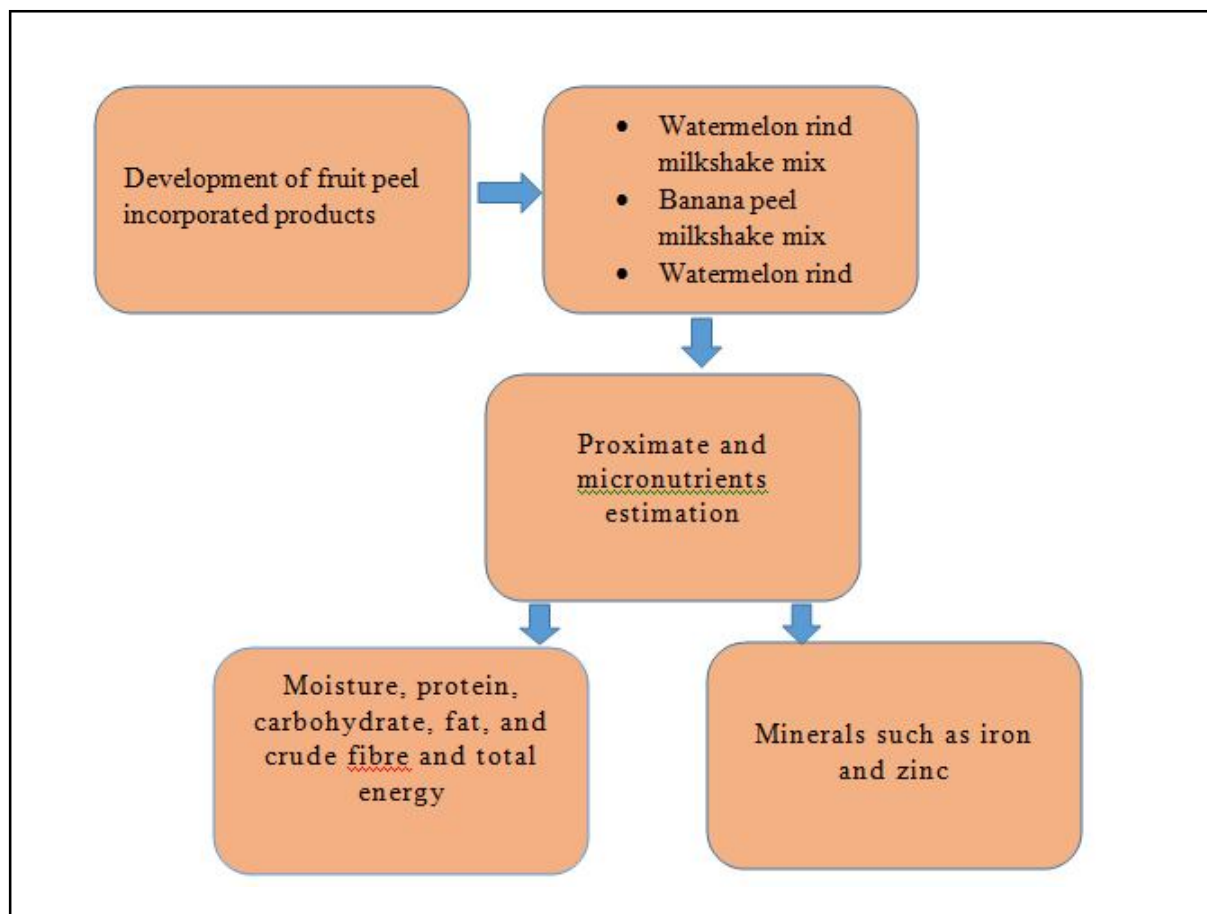 Development of fruit peel
incorporated products
• Watermelon rind
milkshake mix
• Banana peel
milkshake mix
• Watermelon rind
Proximate and
micronutrients
estimation
Moisture, protein,
carbohydrate, fat, and
crude fibre and total
energy
Minerals such as iron
and zinc